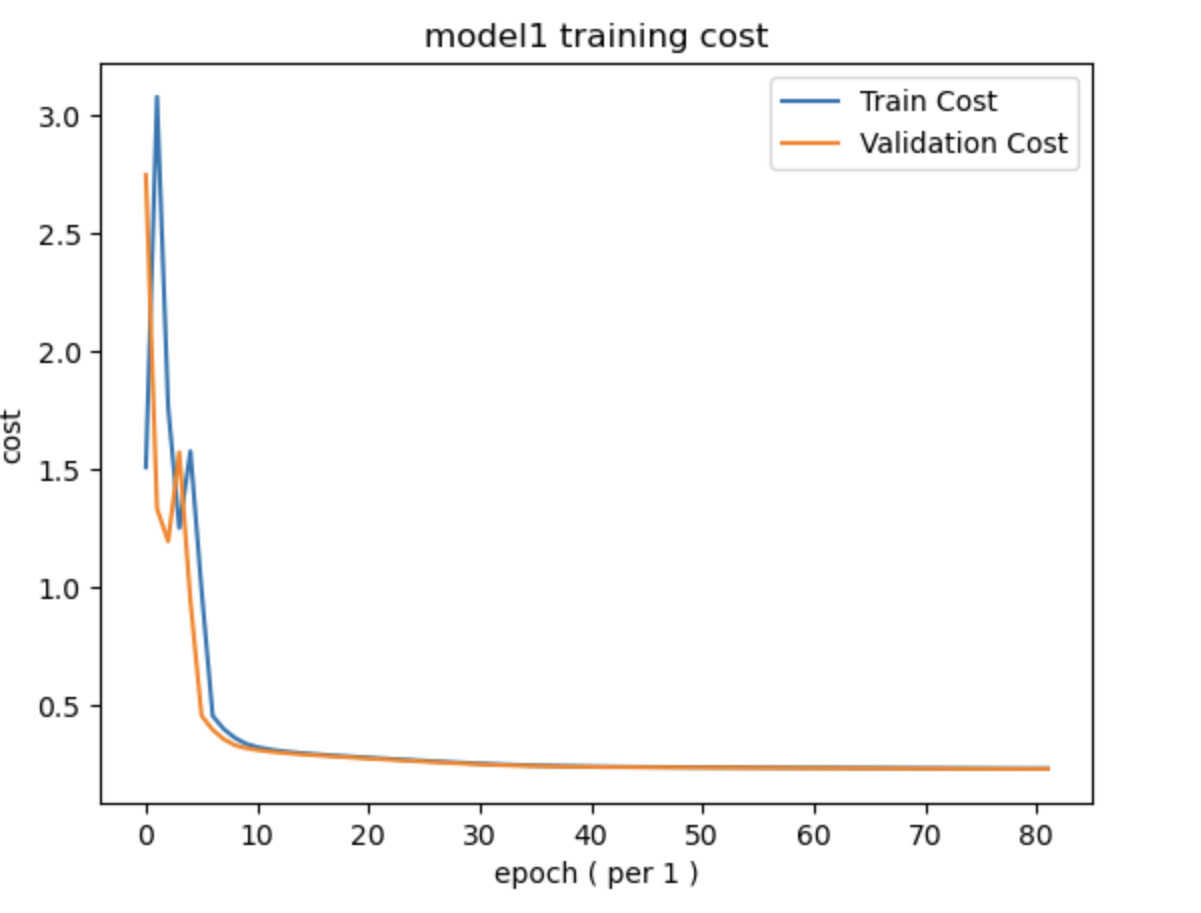 model1 training cost
Train Cost
Validation Cost
3.0
2.5
2.0
1.5
1.0
0.5
cost
0 10 20 30 40 50 60 70 80
epoch ( per 1 )